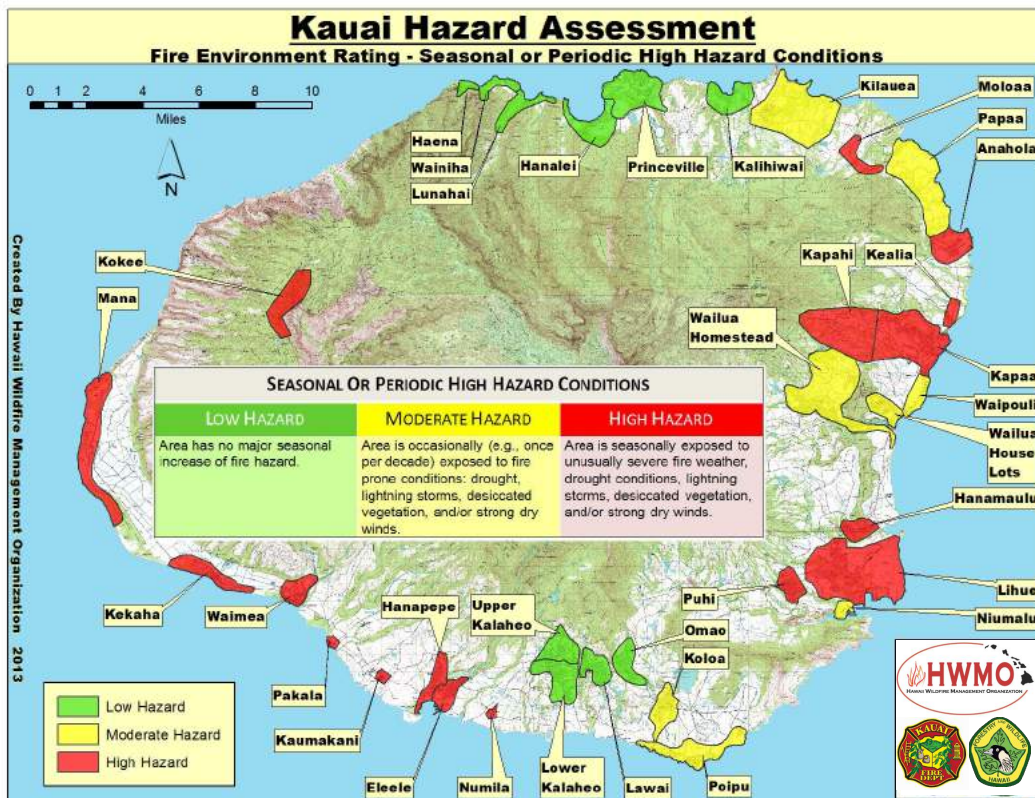 Kauai Hazard Assessment
Fire Environment Rating - Seasonal or Periodic High Hazard Conditions
0 1 2 4 6 8 10
Miles
N
Haena
Wainiha
Lunahai
Hanalei
Princeville
Kalihiwai
Kilauea
Moloaa
Papaa
Anahola
Kokee
Mana
Kapahi
Kealia
Wailua
Homestead
Kapaa
Waipouli
Wailua
House
Lots
Hanamaulu
SEASONAL OR PERIODIC HIGH HAZARD CONDITIONS
LOW HAZARD
Area has no major seasonal
increase of fire hazard.
MODERATE HAZARD
Area is occasionally (e.g., once
per decade) exposed to fire
prone conditions: drought,
lightning storms, desiccated
vegetation, and/or strong dry
winds.
HIGH HAZARD
Area is seasonally exposed to
unusually severe fire weather,
drought conditions, lightning
storms, desiccated vegetation,
and/or strong dry winds.
Kekaha
Waimea
Hanapepe
Upper
Kalaheo
Omao
Koloa
Puhi
Lihue
Niumalu
Pakala
Kaumakani
Eleele
Numila
Lower
Kalaheo
Lawai
Poipu
Created By Hawaii Wildfire Management Organization 2013
Low Hazard
Moderate Hazard
High Hazard
HWMO
HAWAII WILDFIRE MANAGEMENT ORGANIZATION
KAUAI
FIRE
DEPT
FORESTRY AND WILDLIFE
HAWAII